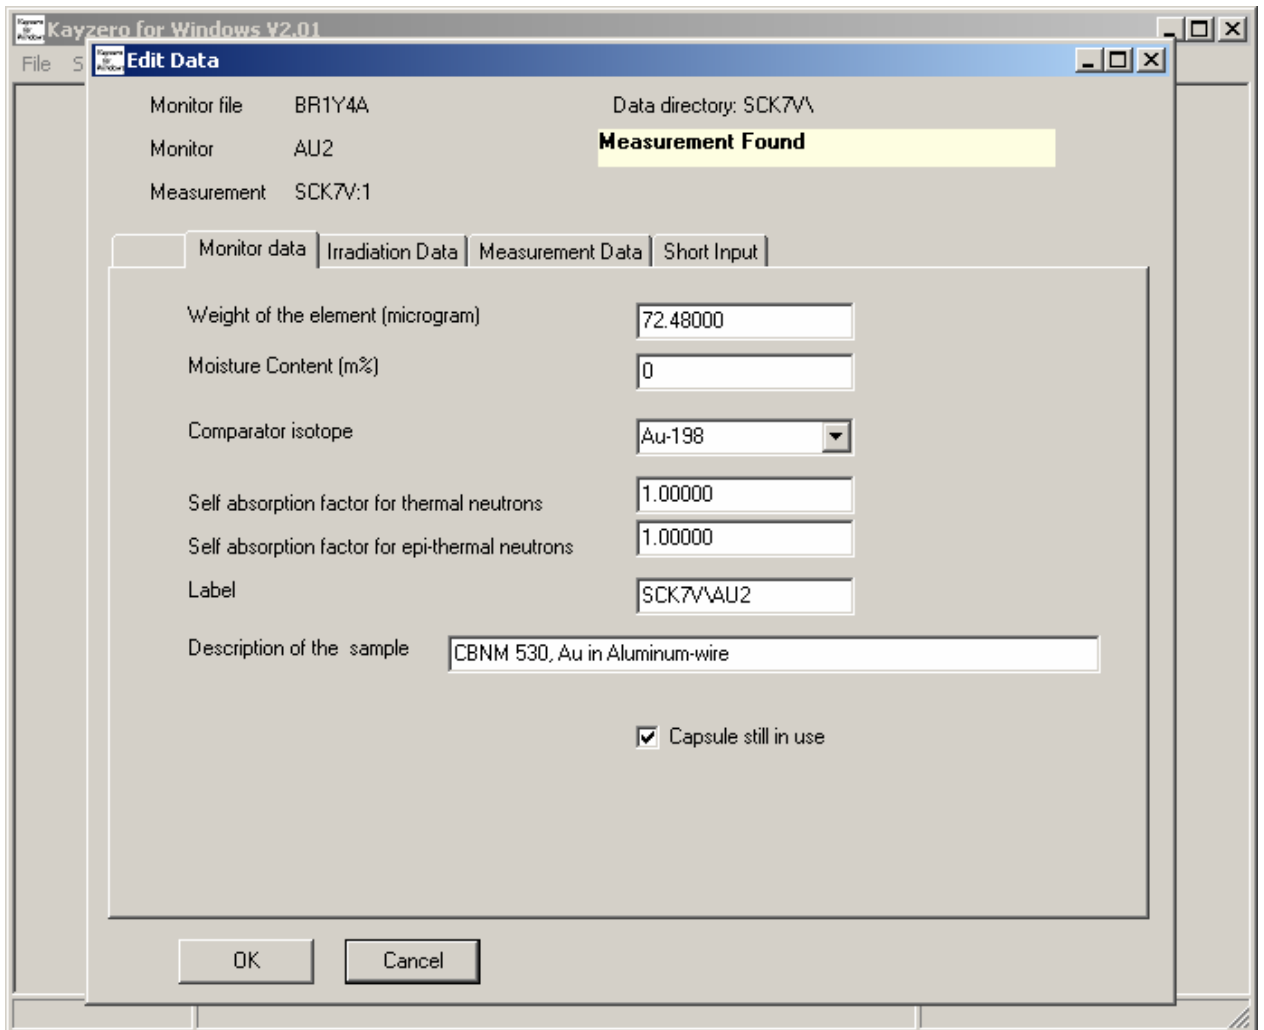 Kayzero for Windows V2.01
File S
Edit Data
Monitor file BR1Y4A Data directory: SCK7V\
Monitor AU2 Measurement Found
Measurement SCK7V:1
Monitor data Irradiation Data Measurement Data Short Input
Weight of the element (microgram) 72.48000
Moisture Content (m%) 0
Comparator isotope Au-198
Self absorption factor for thermal neutrons 1.00000
Self absorption factor for epi-thermal neutrons 1.00000
Label SCK7V\AU2
Description of the sample CBNM 530, Au in Aluminum-wire
Capsule still in use
OK Cancel